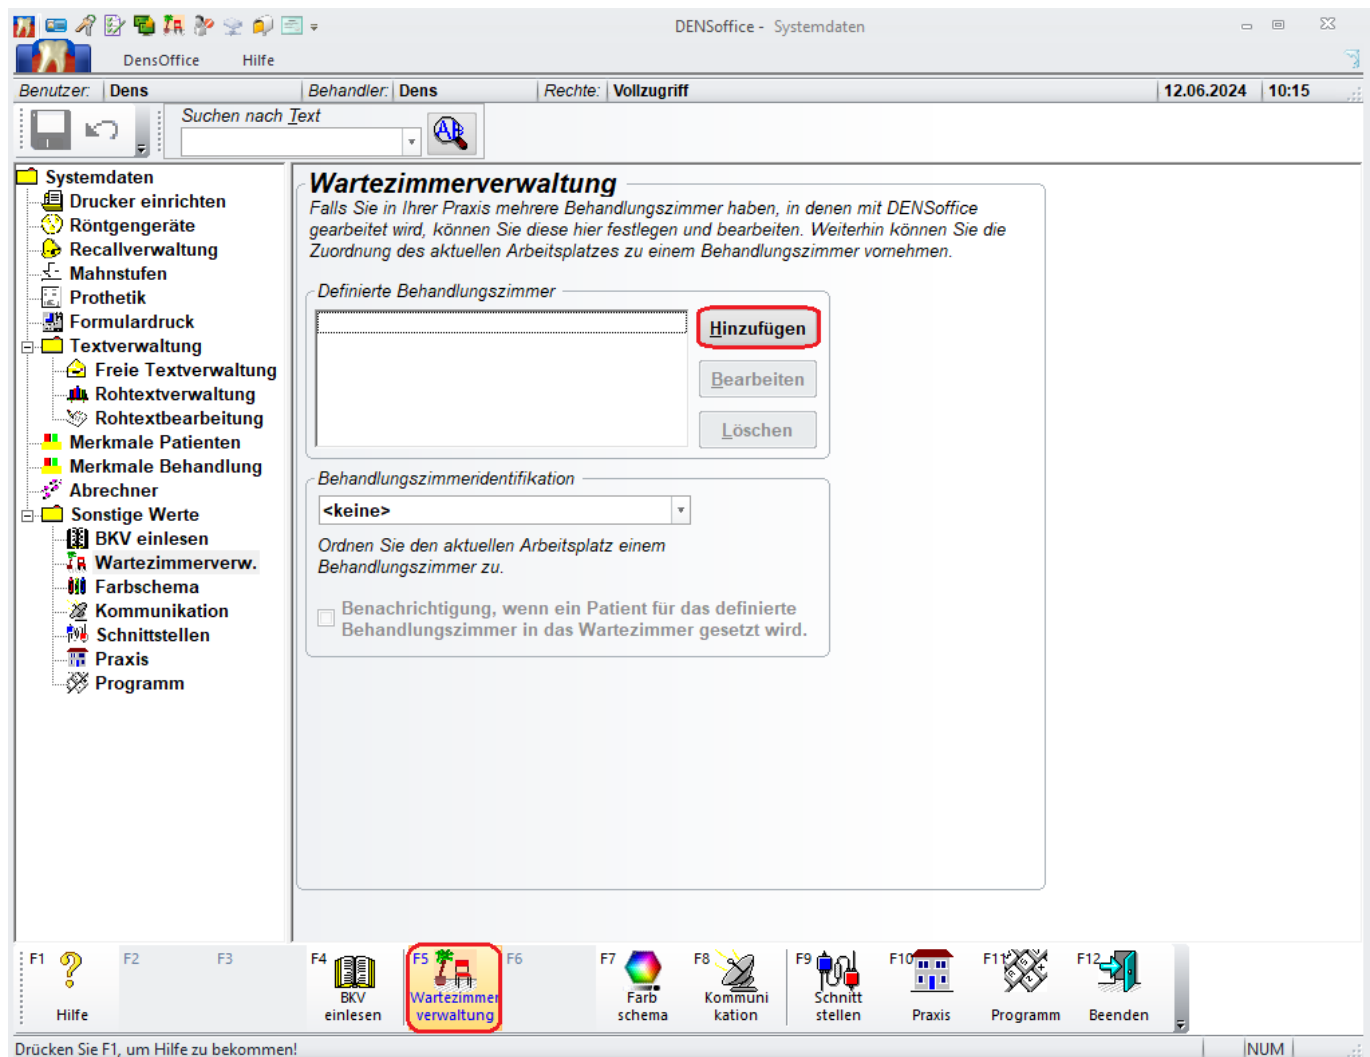 DENSoffice - Systemdaten
DensOffice Hilfe
Benutzer: Dens Behandler: Dens Rechte: Vollzugriff 12.06.2024 10:15
Suchen nach Text
Systemdaten
Drucker einrichten
Röntgengeräte
Recallverwaltung
Mahnstufen
Prothetik
Formulardruck
Textverwaltung
Freie Textverwaltung
Rohtextverwaltung
Rohtextbearbeitung
Merkmale Patienten
Merkmale Behandlung
Abrechner
Sonstige Werte
BKV einlesen
Wartezimmerverw.
Farbschema
Kommunikation
Schnittstellen
Praxis
Programm
Wartezimmerverwaltung
Falls Sie in Ihrer Praxis mehrere Behandlungszimmer haben, in denen mit DENSoffice
gearbeitet wird, können Sie diese hier festlegen und bearbeiten. Weiterhin können Sie die
Zuordnung des aktuellen Arbeitsplatzes zu einem Behandlungszimmer vornehmen.
Definierte Behandlungszimmer
Hinzufügen
Bearbeiten
Löschen
Behandlungszimmeridentifikation
<keine>
Ordnen Sie den aktuellen Arbeitsplatz einem
Behandlungszimmer zu.
Benachrichtigung, wenn ein Patient für das definierte
Behandlungszimmer in das Wartezimmer gesetzt wird.
F1 Hilfe
F2
F3
F4 BKV
einlesen
F5 Wartezimmer
verwaltung
F6
F7 Farb
schema
F8 Kommuni
kation
F9 Schnitt
stellen
F10 Praxis
F11 Programm
F12 Beenden
Drücken Sie F1, um Hilfe zu bekommen! NUM